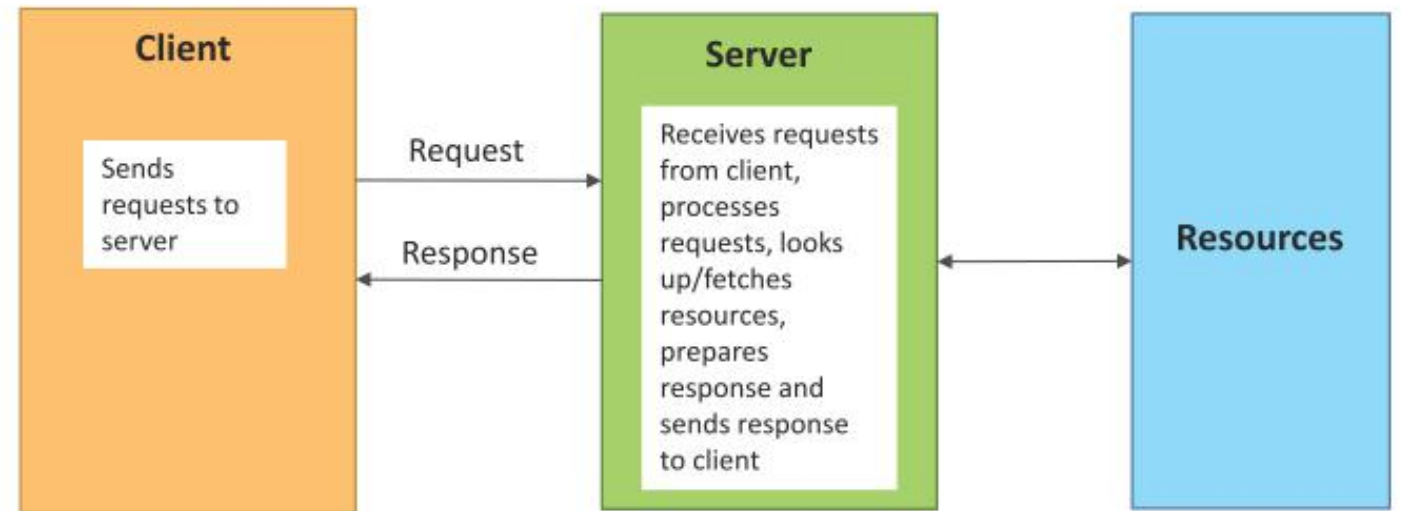 Client
Sends
requests to
server
Request
Response
Server
Receives requests
from client,
processes
requests, looks
up/fetches
resources,
prepares
response and
sends response
to client
Resources